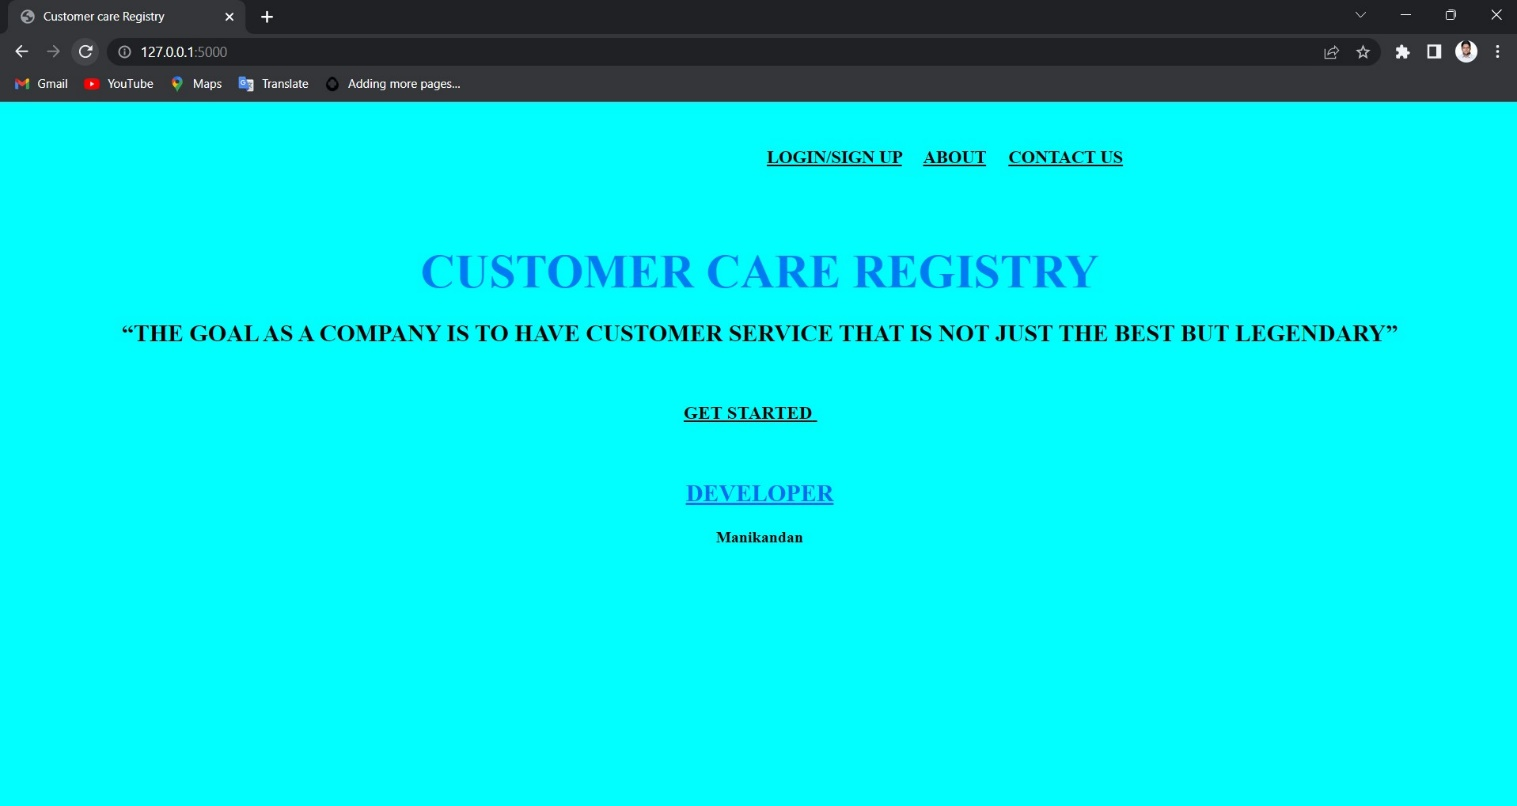 Customer care Registry
127.0.0.1:5000
Gmail YouTube Maps Translate Adding more pages...
LOGIN/SIGN UP ABOUT CONTACT US
CUSTOMER CARE REGISTRY
“THE GOAL AS A COMPANY IS TO HAVE CUSTOMER SERVICE THAT IS NOT JUST THE BEST BUT LEGENDARY”
GET STARTED
DEVELOPER
Manikandan